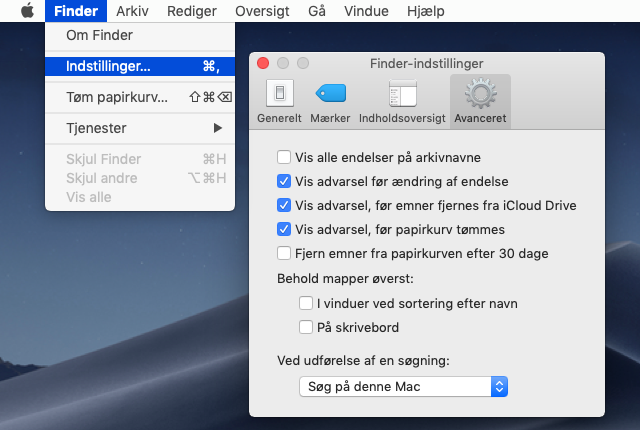 Finder Arkiv Rediger Oversigt Gå Vindue Hjælp
Om Finder
Indstillinger... ⌘,
Tøm papirkurv... ⇧⌘⌫
Tjenester
Skjul Finder ⌘H
Skjul andre ⌥⌘H
Vis alle
Finder-indstillinger
Generelt Mærker Indholdsoversigt Avanceret
Vis alle endelser på arkivnavne
Vis advarsel før ændring af endelse
Vis advarsel, før emner fjernes fra iCloud Drive
Vis advarsel, før papirkurv tømmes
Fjern emner fra papirkurven efter 30 dage
Behold mapper øverst:
I vinduer ved sortering efter navn
På skrivebord
Ved udførelse af en søgning:
Søg på denne Mac